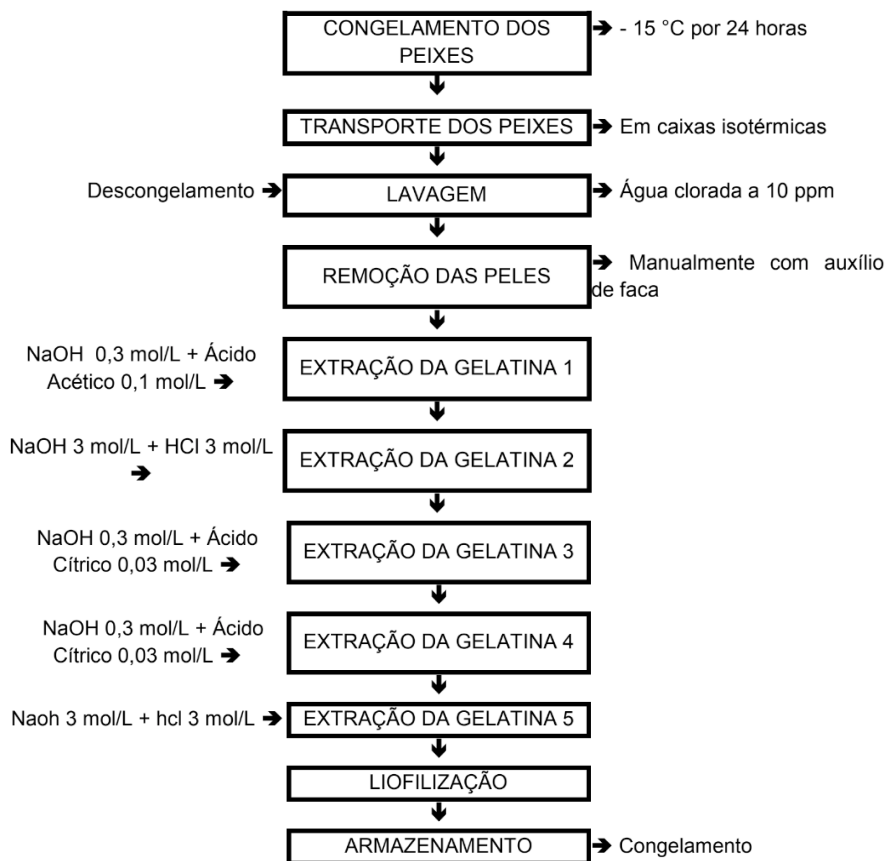 CONGELAMENTO DOS
PEIXES
➔ - 15 °C por 24 horas
TRANSPORTE DOS PEIXES
➔ Em caixas isotérmicas
Descongelamento ➔
LAVAGEM
➔ Água clorada a 10 ppm
REMOÇÃO DAS PELES
➔ Manualmente com auxílio
de faca
NaOH 0,3 mol/L + Ácido
Acético 0,1 mol/L ➔
EXTRAÇÃO DA GELATINA 1
NaOH 3 mol/L + HCl 3 mol/L
➔
EXTRAÇÃO DA GELATINA 2
NaOH 0,3 mol/L + Ácido
Cítrico 0,03 mol/L ➔
EXTRAÇÃO DA GELATINA 3
NaOH 0,3 mol/L + Ácido
Cítrico 0,03 mol/L ➔
EXTRAÇÃO DA GELATINA 4
Naoh 3 mol/L + hcl 3 mol/L ➔
EXTRAÇÃO DA GELATINA 5
LIOFILIZAÇÃO
ARMAZENAMENTO
➔ Congelamento